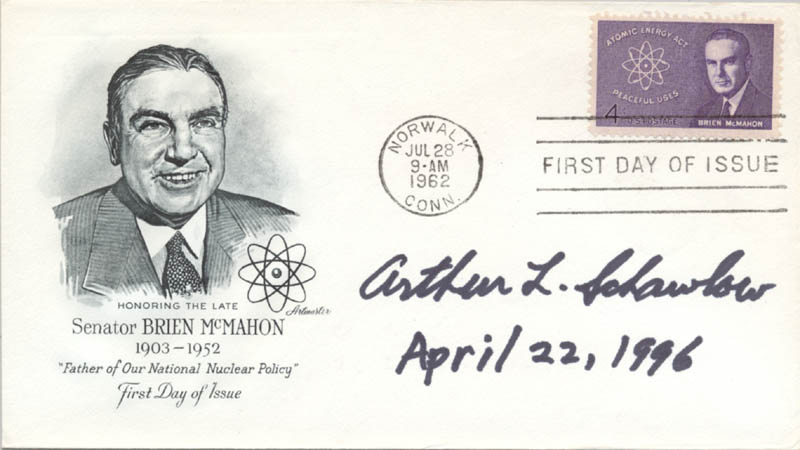 ATOMIC ENERGY ACT
PEACEFUL USES
4¢ U.S. POSTAGE
BRIEN McMAHON
NORWALK
JUL 28
9-AM
1962
CONN.
FIRST DAY OF ISSUE
Arthur L. Schawlow
April 22, 1996
Artmaster
HONORING THE LATE
Senator BRIEN McMAHON
1903-1952
"Father of Our National Nuclear Policy"
First Day of Issue